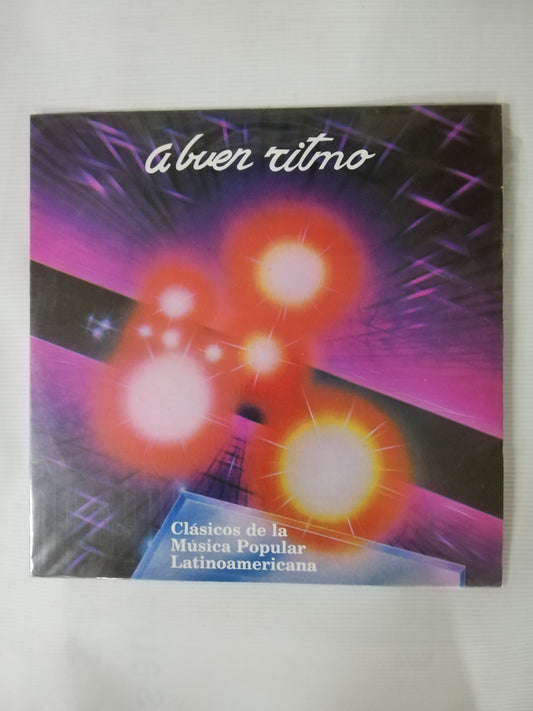 a buen ritmo
Clásicos de la
Música Popular
Latinoamericana